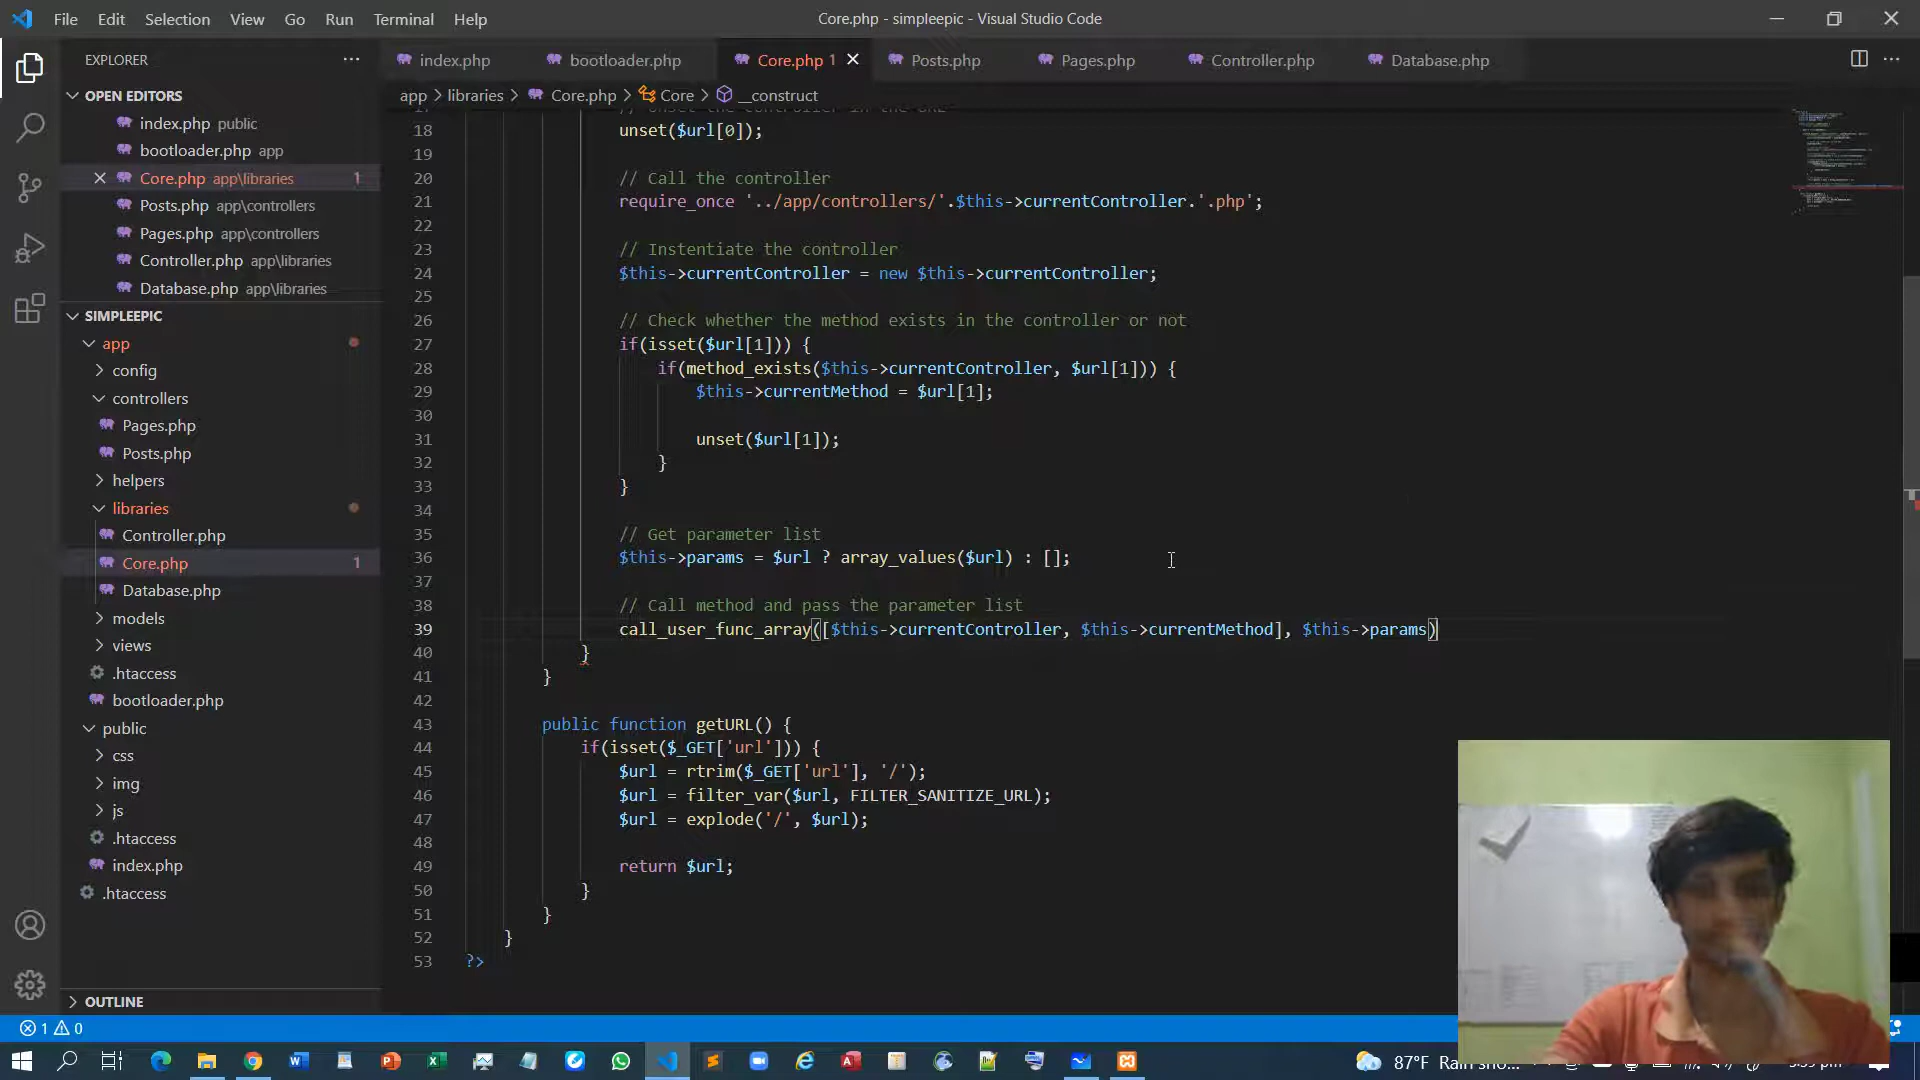 File Edit Selection View Go Run Terminal Help
Core.php - simpleepic - Visual Studio Code
EXPLORER
OPEN EDITORS
index.php public
bootloader.php app
Core.php app\libraries 1
Posts.php app\controllers
Pages.php app\controllers
Controller.php app\libraries
Database.php app\libraries
SIMPLEEPIC
app
config
controllers
Pages.php
Posts.php
helpers
libraries
Controller.php
Core.php 1
Database.php
models
views
.htaccess
bootloader.php
public
css
img
js
.htaccess
index.php
.htaccess
OUTLINE
index.php bootloader.php Core.php 1 Posts.php Pages.php Controller.php Database.php
app > libraries > Core.php > Core > __construct
18 unset($url[0]);
19
20 // Call the controller
21 require_once '../app/controllers/'.$this->currentController.'.php';
22
23 // Instentiate the controller
24 $this->currentController = new $this->currentController;
25
26 // Check whether the method exists in the controller or not
27 if(isset($url[1])) {
28 if(method_exists($this->currentController, $url[1])) {
29 $this->currentMethod = $url[1];
30
31 unset($url[1]);
32 }
33 }
34
35 // Get parameter list
36 $this->params = $url ? array_values($url) : [];
37
38 // Call method and pass the parameter list
39 call_user_func_array([$this->currentController, $this->currentMethod], $this->params)
40 }
41 }
42
43 public function getURL() {
44 if(isset($_GET['url'])) {
45 $url = rtrim($_GET['url'], '/');
46 $url = filter_var($url, FILTER_SANITIZE_URL);
47 $url = explode('/', $url);
48
49 return $url;
50 }
51 }
52 }
53 ?>
1 0
87°F Rain sho...